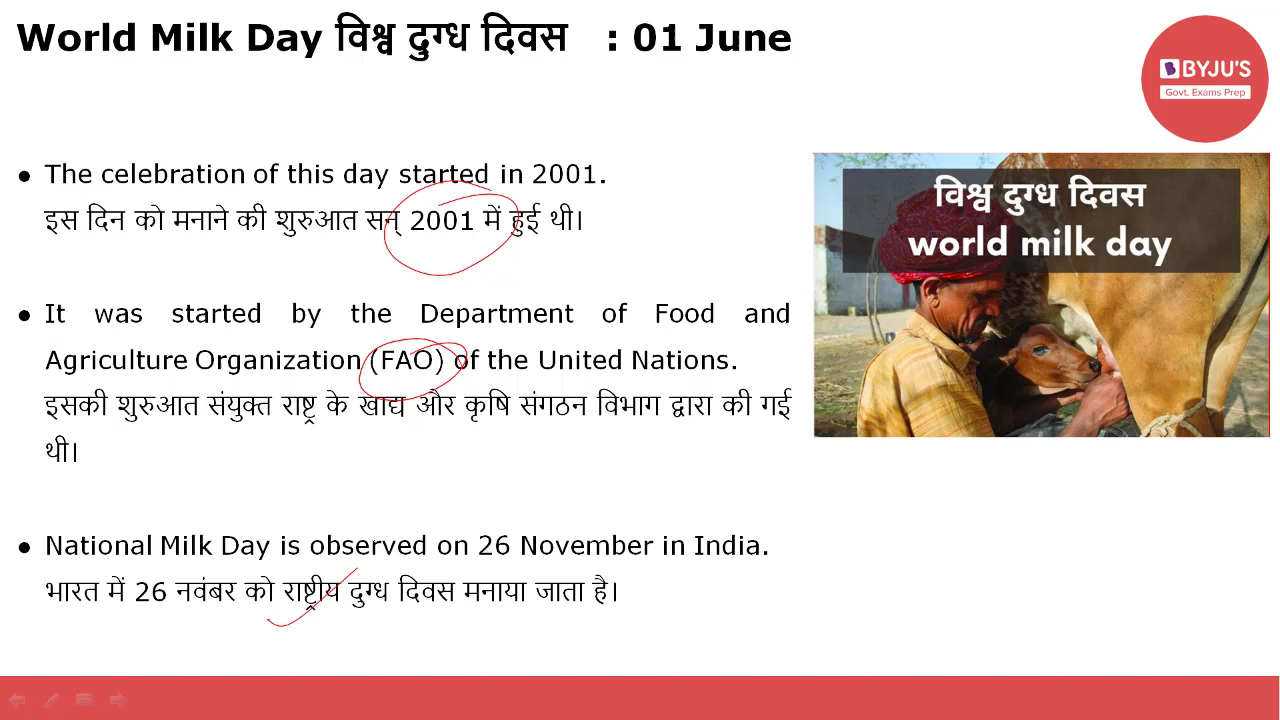 World Milk Day विश्व दुग्ध दिवस : 01 June
BYJU'S
Govt. Exams Prep
● The celebration of this day started in 2001.
इस दिन को मनाने की शुरुआत सन् 2001 में हुई थी।
● It was started by the Department of Food and
Agriculture Organization (FAO) of the United Nations.
इसकी शुरुआत संयुक्त राष्ट्र के खाद्य और कृषि संगठन विभाग द्वारा की गई
थी।
● National Milk Day is observed on 26 November in India.
भारत में 26 नवंबर को राष्ट्रीय दुग्ध दिवस मनाया जाता है।
विश्व दुग्ध दिवस
world milk day